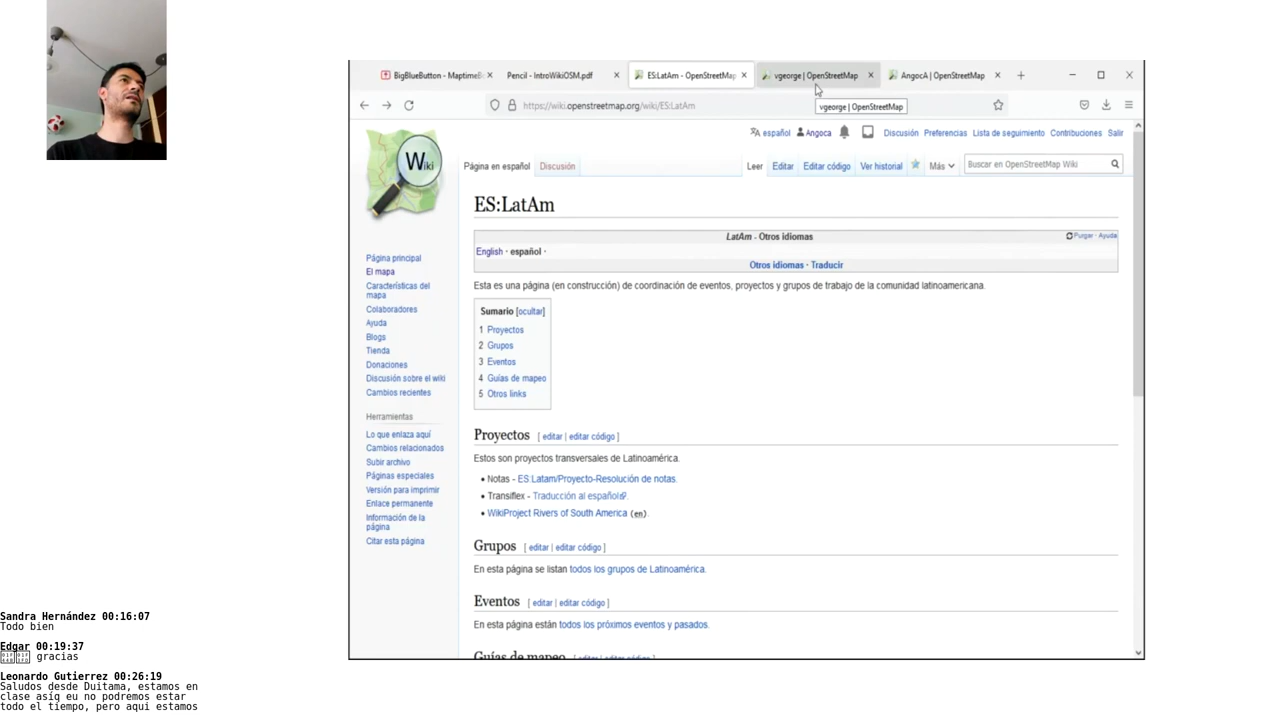 BigBlueButton - MaptimeB
Pencil - IntroWikiOSM.pdf
ES:LatAm - OpenStreetMap
vgeorge | OpenStreetMap
AngocA | OpenStreetMap
https://wiki.openstreetmap.org/wiki/ES:LatAm
vgeorge | OpenStreetMap
español Angoca Discusión Preferencias Lista de seguimiento Contribuciones Salir
Wiki
Página en español Discusión Leer Editar Editar código Ver historial Más Buscar en OpenStreetMap Wiki
ES:LatAm
LatAm - Otros idiomas Purgar · Ayuda
English · español ·
Otros idiomas · Traducir
Esta es una página (en construcción) de coordinación de eventos, proyectos y grupos de trabajo de la comunidad latinoamericana.
Sumario [ocultar]
1 Proyectos
2 Grupos
3 Eventos
4 Guías de mapeo
5 Otros links
Proyectos [ editar | editar código ]
Estos son proyectos transversales de Latinoamérica.
• Notas - ES:Latam/Proyecto-Resolución de notas.
• Transiflex - Traducción al español.
• WikiProject Rivers of South America (en).
Grupos [ editar | editar código ]
En esta página se listan todos los grupos de Latinoamérica.
Eventos [ editar | editar código ]
En esta página están todos los próximos eventos y pasados.
Guías de mapeo [ editar | editar código ]
Página principal
El mapa
Características del
mapa
Colaboradores
Ayuda
Blogs
Tienda
Donaciones
Discusión sobre el wiki
Cambios recientes
Herramientas
Lo que enlaza aquí
Cambios relacionados
Subir archivo
Páginas especiales
Versión para imprimir
Enlace permanente
Información de la
página
Citar esta página
Sandra Hernández 00:16:07
Todo bien
Edgar 00:19:37
gracias
Leonardo Gutierrez 00:26:19
Saludos desde Duitama, estamos en
clase asig eu no podremos estar
todo el tiempo, pero aqui estamos